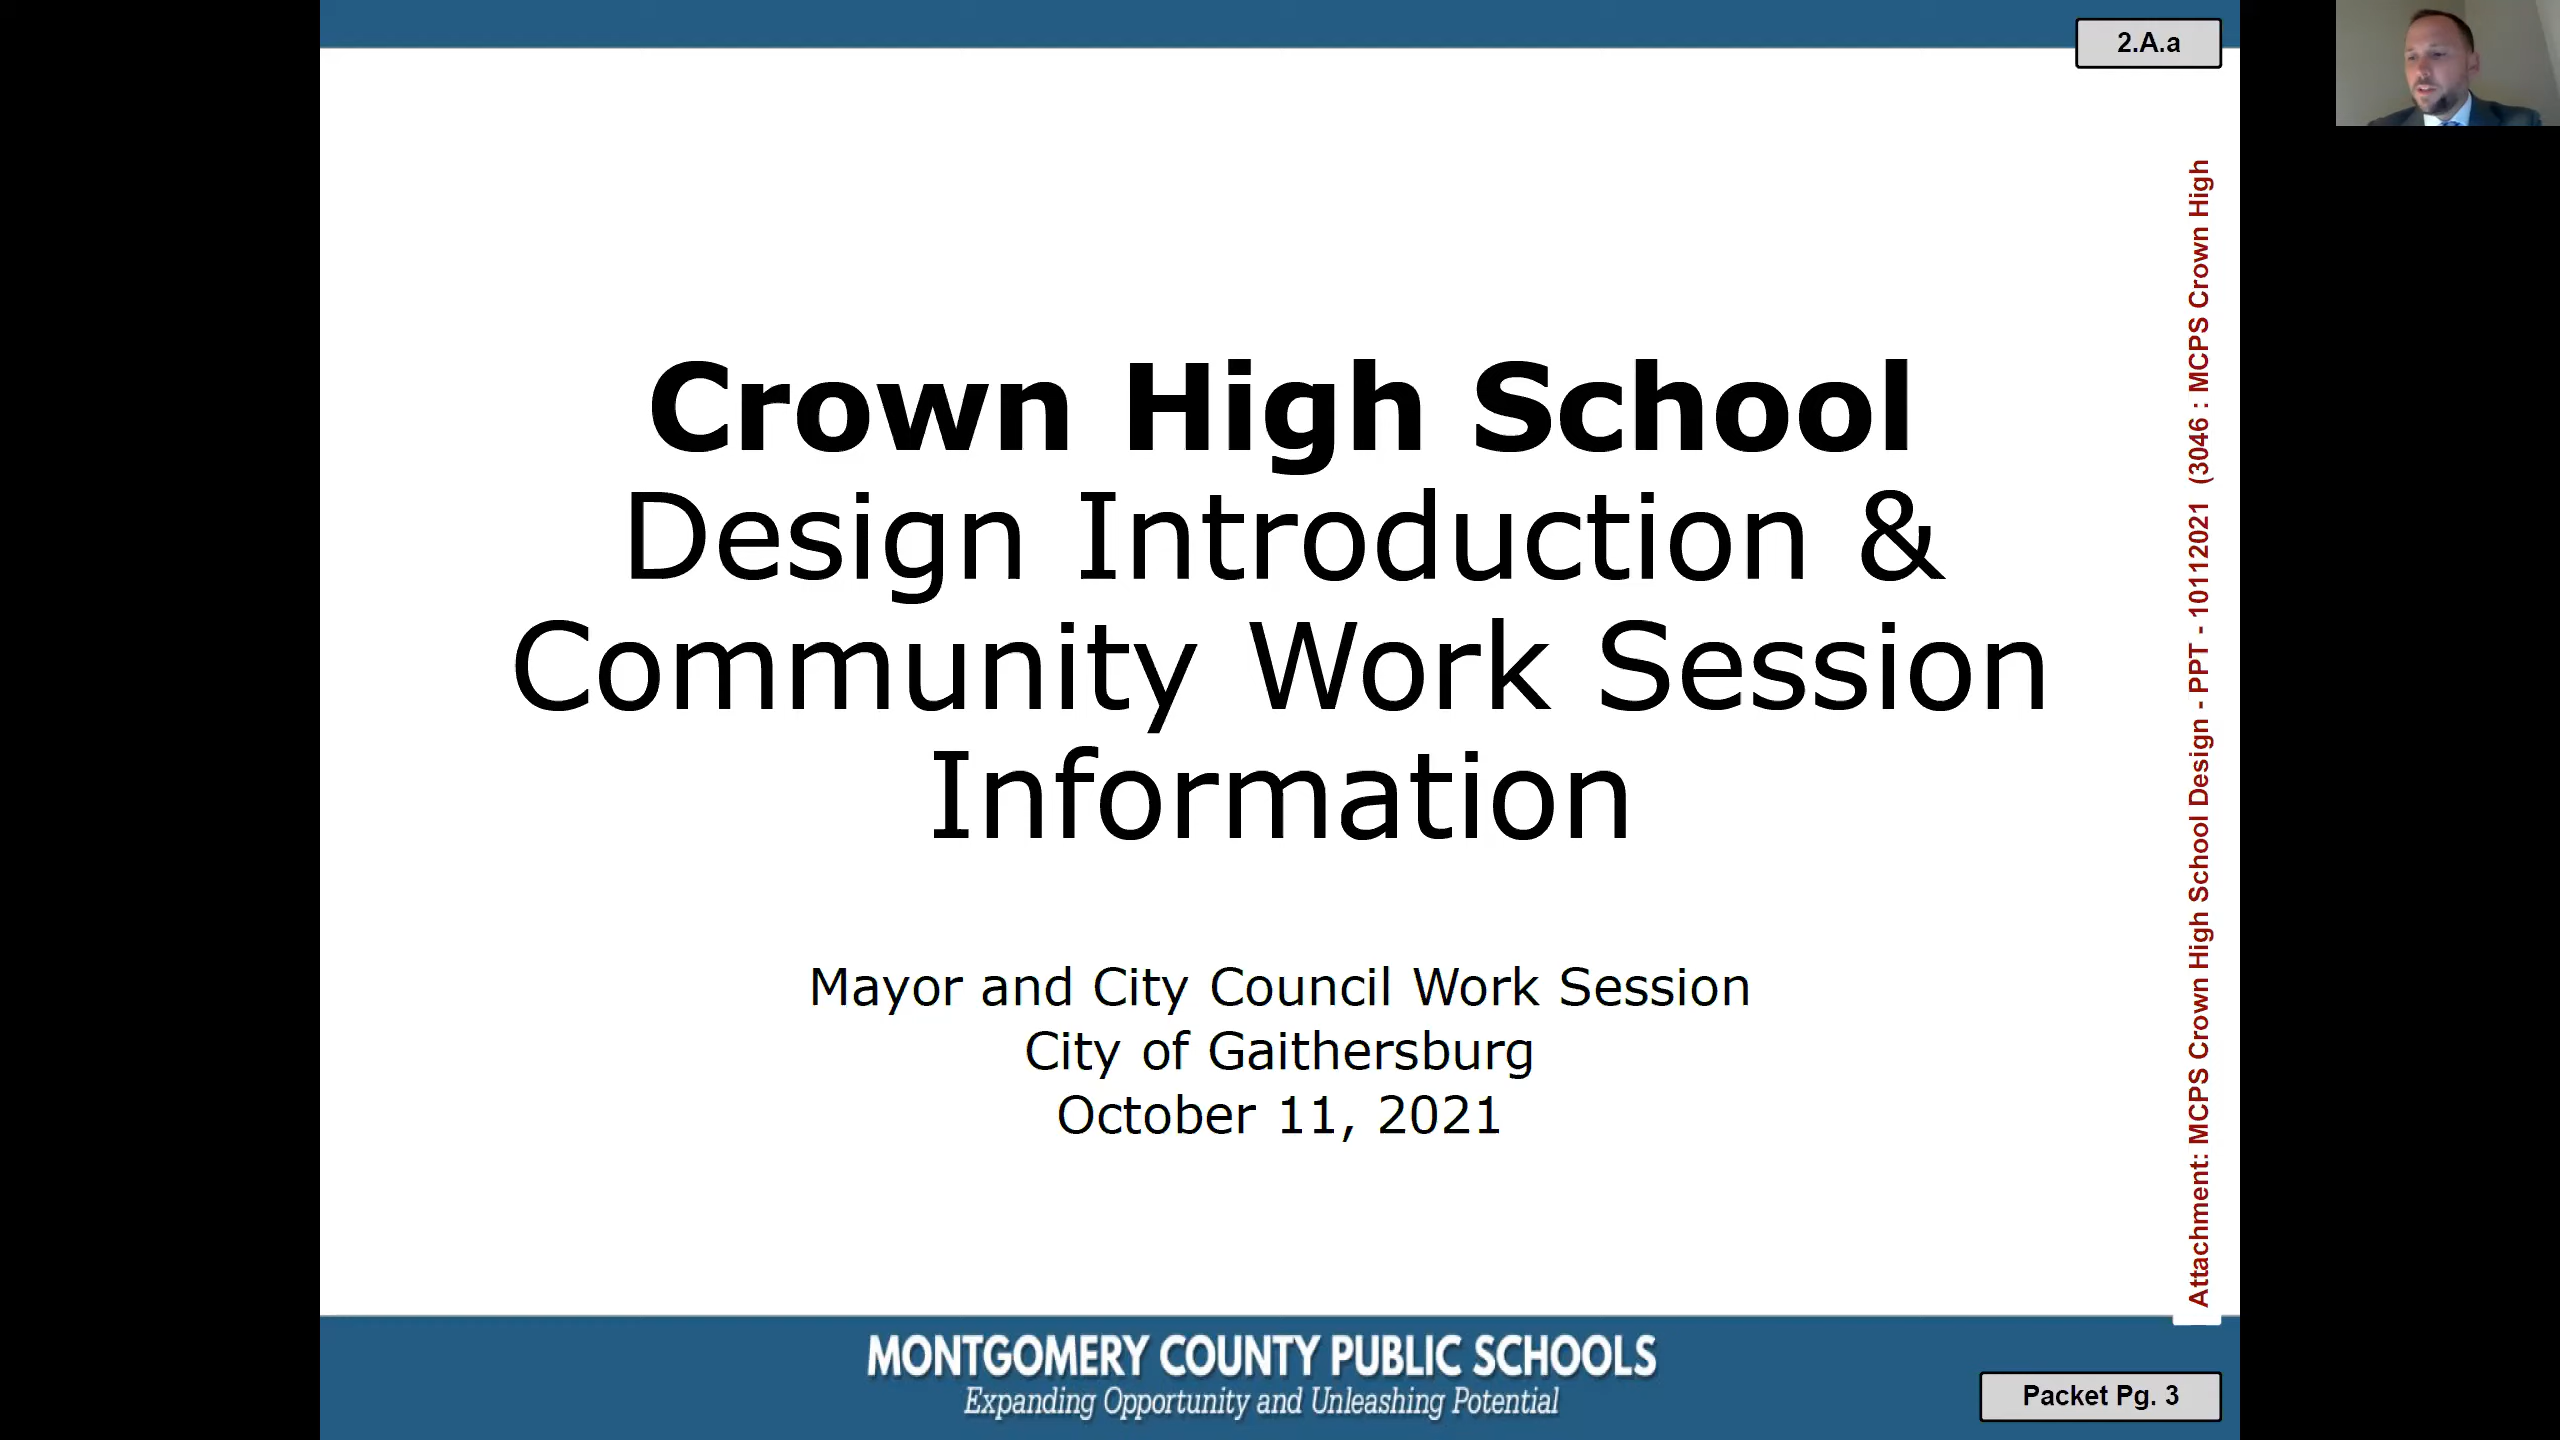 2.A.a
Crown High School
Design Introduction &
Community Work Session
Information
Mayor and City Council Work Session
City of Gaithersburg
October 11, 2021
Attachment: MCPS Crown High School Design - PPT - 10112021 (3046 : MCPS Crown High
MONTGOMERY COUNTY PUBLIC SCHOOLS
Expanding Opportunity and Unleashing Potential
Packet Pg. 3